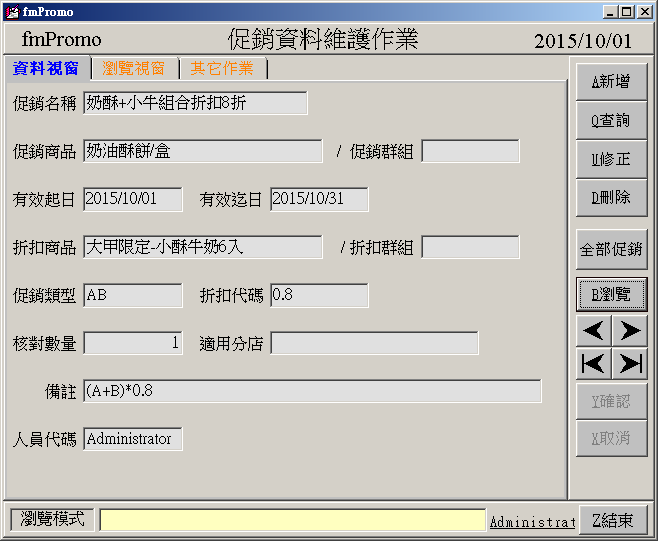 fmPromo
fmPromo 促銷資料維護作業 2015/10/01
資料視窗 瀏覽視窗 其它作業
促銷名稱 奶酥+小牛組合折扣8折
促銷商品 奶油酥餅/盒 / 促銷群組
有效起日 2015/10/01 有效迄日 2015/10/31
折扣商品 大甲限定-小酥牛奶6入 / 折扣群組
促銷類型 AB 折扣代碼 0.8
核對數量 1 適用分店
備註 (A+B)*0.8
人員代碼 Administrator
A新增
Q查詢
U修正
D刪除
全部促銷
B瀏覽
Y確認
X取消
瀏覽模式 Administrat Z結束